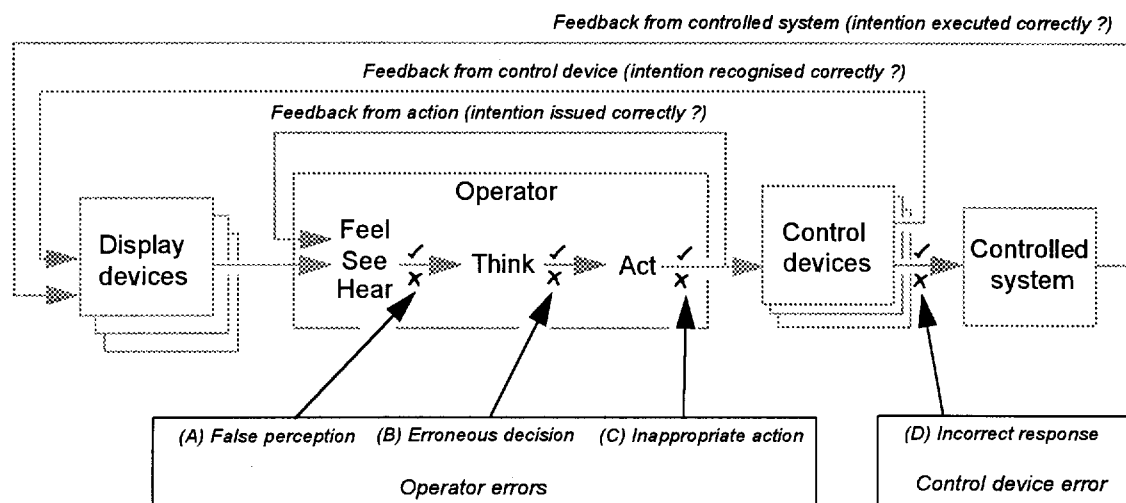 Feedback from controlled system (intention executed correctly ?)
Feedback from control device (intention recognised correctly ?)
Feedback from action (intention issued correctly ?)
Operator
Display
devices
Feel
See
Hear
Think
Act
Control
devices
Controlled
system
(A) False perception
(B) Erroneous decision
(C) Inappropriate action
Operator errors
(D) Incorrect response
Control device error